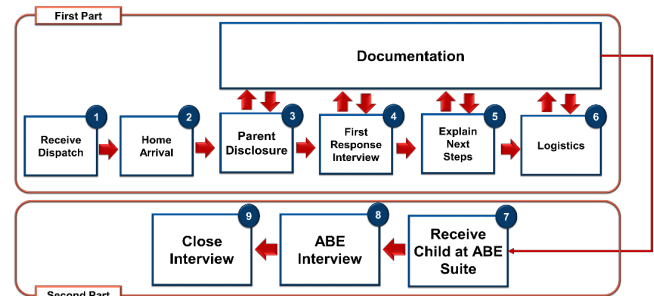 First Part
Documentation
1
2
3
4
5
6
Receive
Dispatch
Home
Arrival
Parent
Disclosure
First
Response
Interview
Explain
Next
Steps
Logistics
9
8
7
Close
Interview
ABE
Interview
Receive
Child at ABE
Suite
Second Part